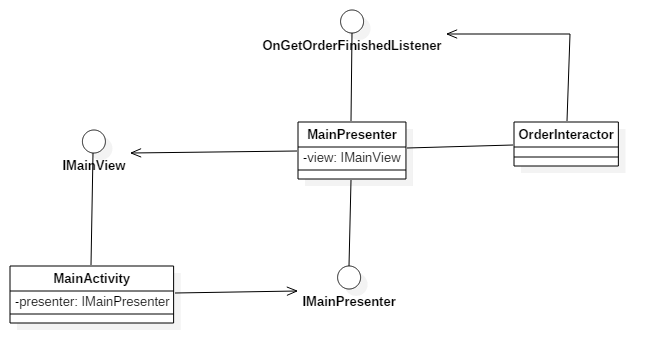 OnGetOrderFinishedListener
MainPresenter
-view: IMainView
OrderInteractor
IMainView
MainActivity
-presenter: IMainPresenter
IMainPresenter